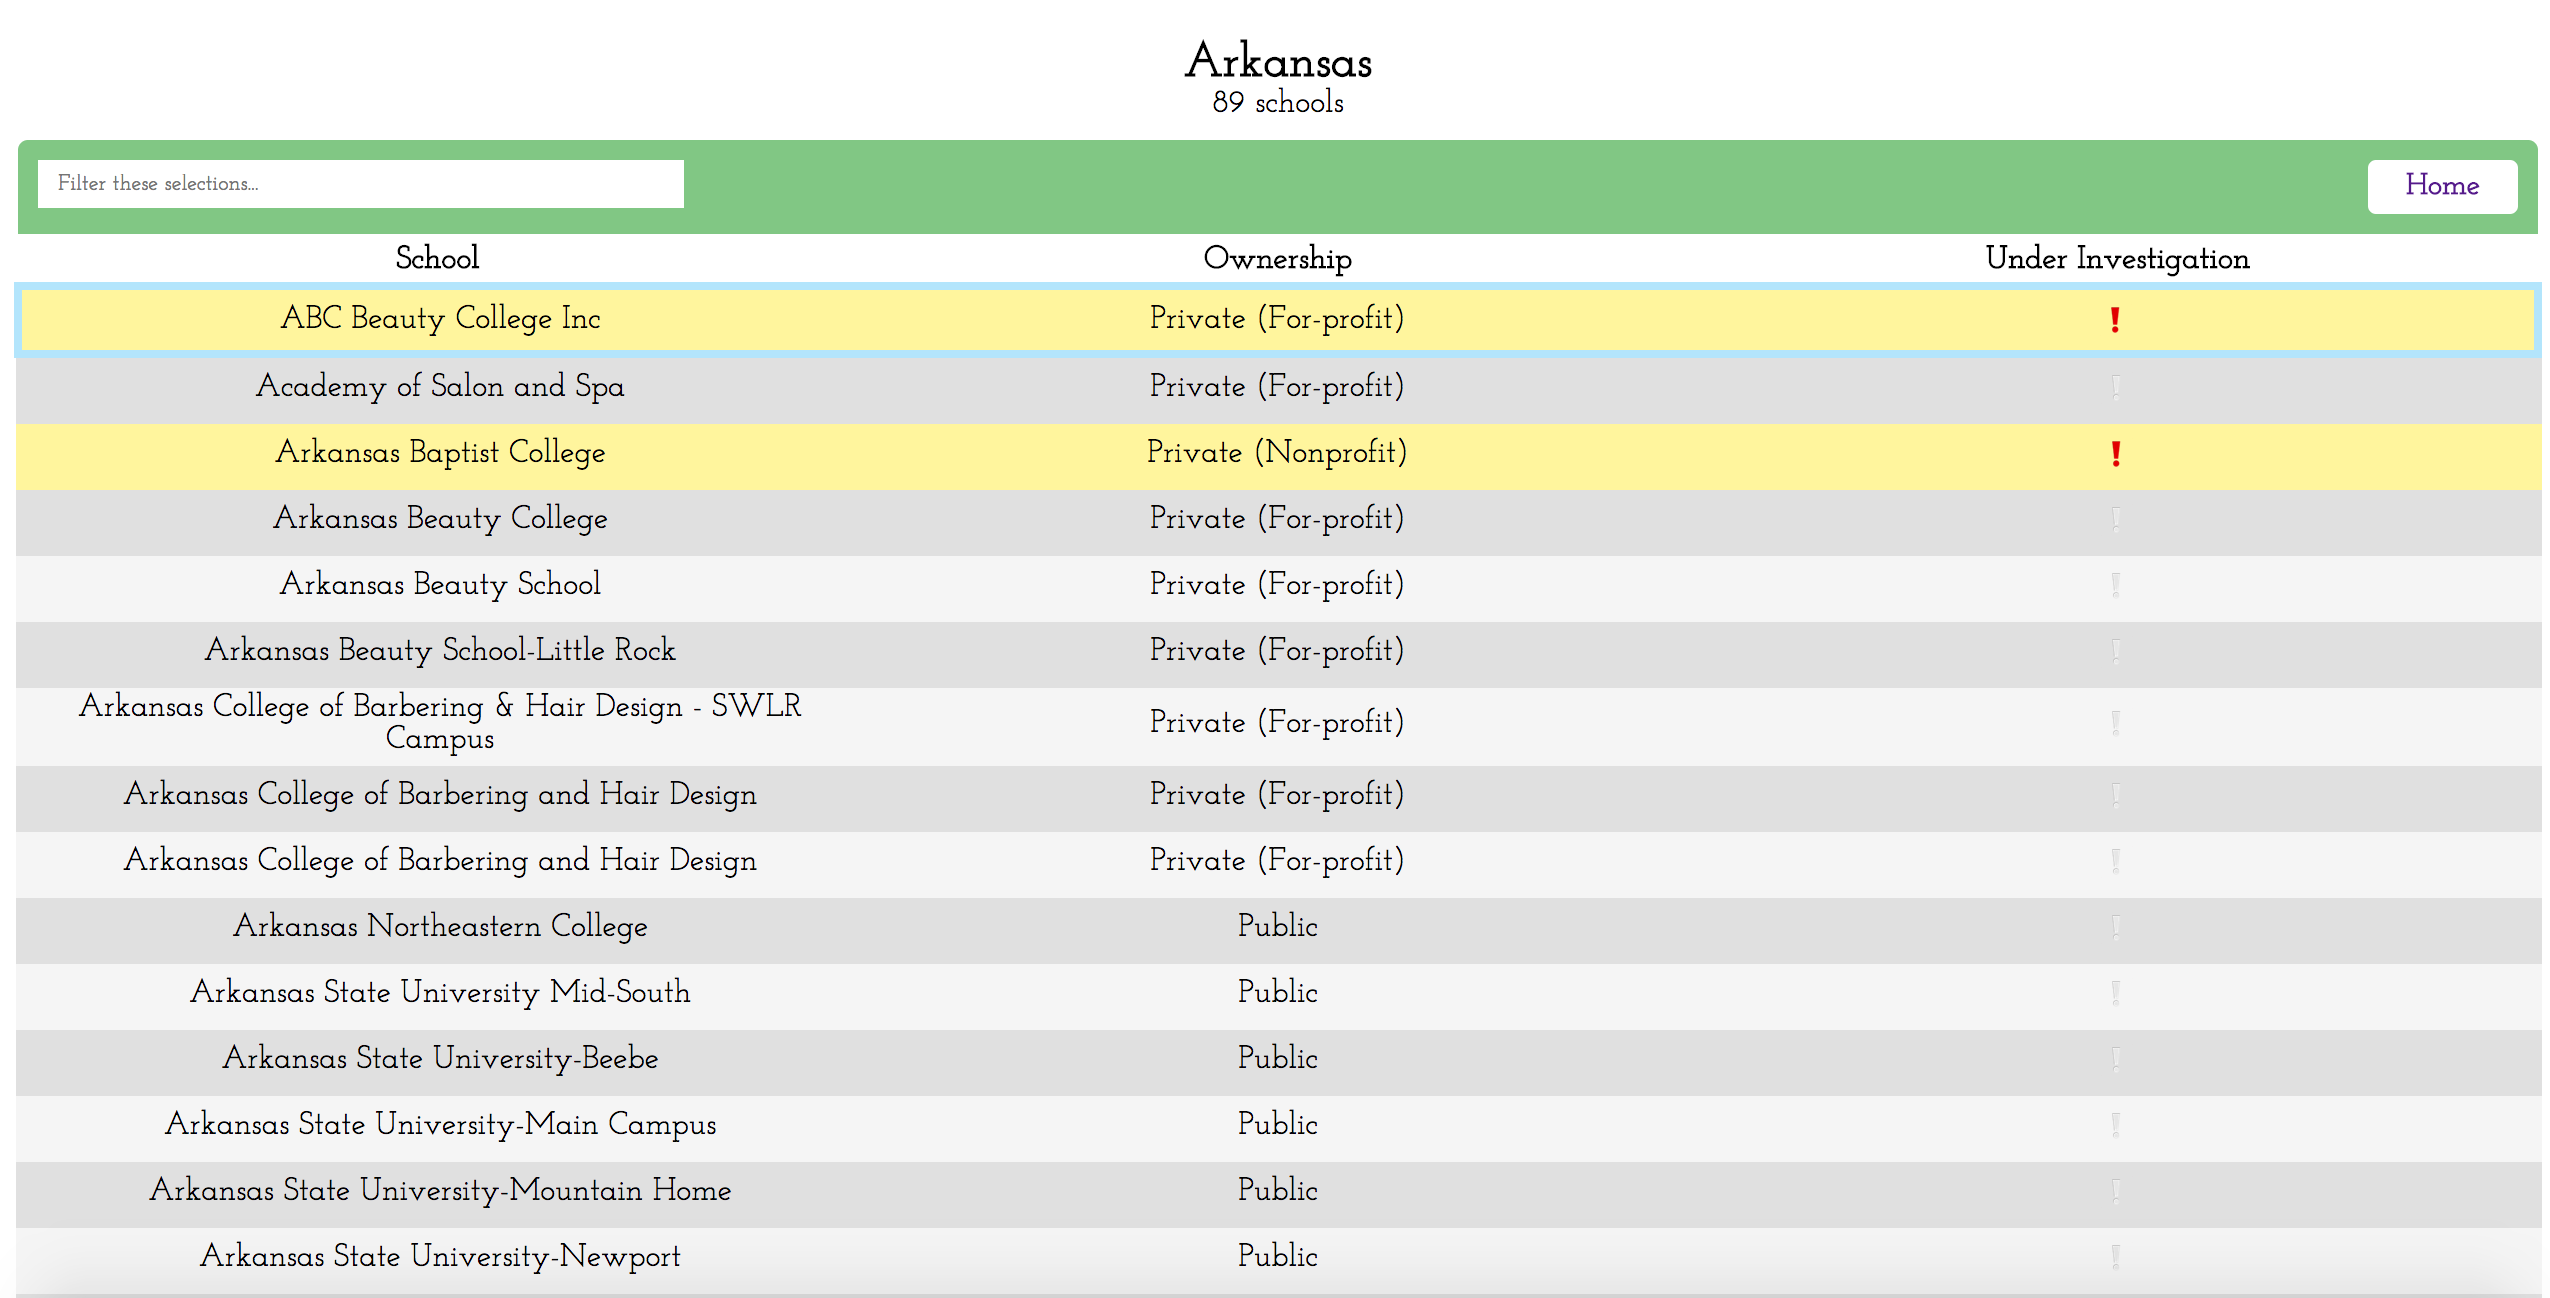 Arkansas
89 schools
Filter these selections...
Home
School Ownership Under Investigation
ABC Beauty College Inc Private (For-profit) !
Academy of Salon and Spa Private (For-profit) !
Arkansas Baptist College Private (Nonprofit) !
Arkansas Beauty College Private (For-profit) !
Arkansas Beauty School Private (For-profit) !
Arkansas Beauty School-Little Rock Private (For-profit) !
Arkansas College of Barbering & Hair Design - SWLR
Campus Private (For-profit) !
Arkansas College of Barbering and Hair Design Private (For-profit) !
Arkansas College of Barbering and Hair Design Private (For-profit) !
Arkansas Northeastern College Public !
Arkansas State University Mid-South Public !
Arkansas State University-Beebe Public !
Arkansas State University-Main Campus Public !
Arkansas State University-Mountain Home Public !
Arkansas State University-Newport Public !